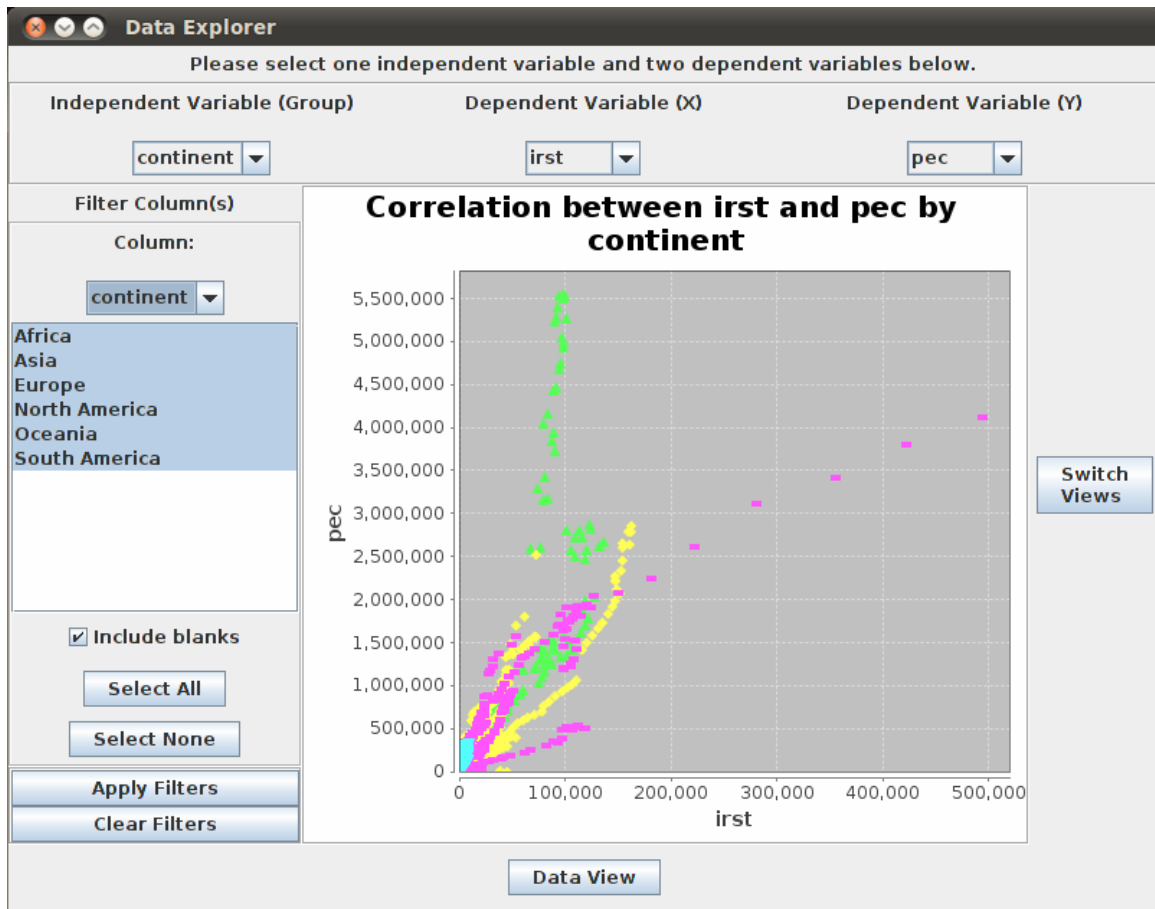 Data Explorer
Please select one independent variable and two dependent variables below.
Independent Variable (Group) Dependent Variable (X) Dependent Variable (Y)
continent irst pec
Filter Column(s)
Column:
continent
Africa
Asia
Europe
North America
Oceania
South America
Include blanks
Select All
Select None
Apply Filters
Clear Filters
Correlation between irst and pec by
continent
5,500,000
5,000,000
4,500,000
4,000,000
3,500,000
3,000,000
2,500,000
2,000,000
1,500,000
1,000,000
500,000
0
pec
0 100,000 200,000 300,000 400,000 500,000
irst
Switch
Views
Data View